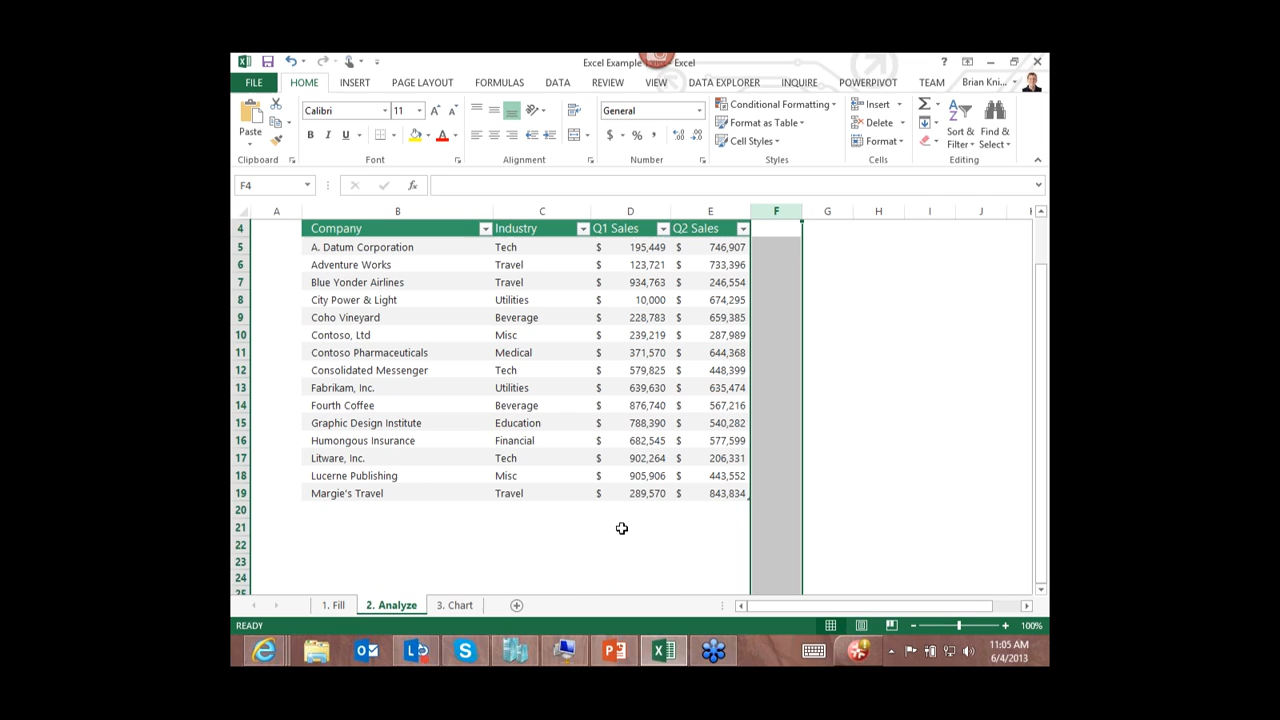 Excel Example Excel
FILE HOME INSERT PAGE LAYOUT FORMULAS DATA REVIEW VIEW DATA EXPLORER INQUIRE POWERPIVOT TEAM Brian Kni...
Calibri 11 General Conditional Formatting Insert
Format as Table Delete
Paste B I U $ % , Cell Styles Format Sort & Filter Find & Select
Clipboard Font Alignment Number Styles Cells Editing
F4 fx
A B C D E F G H I J
4 Company Industry Q1 Sales Q2 Sales
5 A. Datum Corporation Tech $ 195,449 $ 746,907
6 Adventure Works Travel $ 123,721 $ 733,396
7 Blue Yonder Airlines Travel $ 934,763 $ 246,554
8 City Power & Light Utilities $ 10,000 $ 674,295
9 Coho Vineyard Beverage $ 228,783 $ 659,385
10 Contoso, Ltd Misc $ 239,219 $ 287,989
11 Contoso Pharmaceuticals Medical $ 371,570 $ 644,368
12 Consolidated Messenger Tech $ 579,825 $ 448,399
13 Fabrikam, Inc. Utilities $ 639,630 $ 635,474
14 Fourth Coffee Beverage $ 876,740 $ 567,216
15 Graphic Design Institute Education $ 788,390 $ 540,282
16 Humongous Insurance Financial $ 682,545 $ 577,599
17 Litware, Inc. Tech $ 902,264 $ 206,331
18 Lucerne Publishing Misc $ 905,906 $ 443,552
19 Margie's Travel Travel $ 289,570 $ 843,834
20
21
22
23
24
25
1. Fill 2. Analyze 3. Chart
READY 100%
11:05 AM
6/4/2013